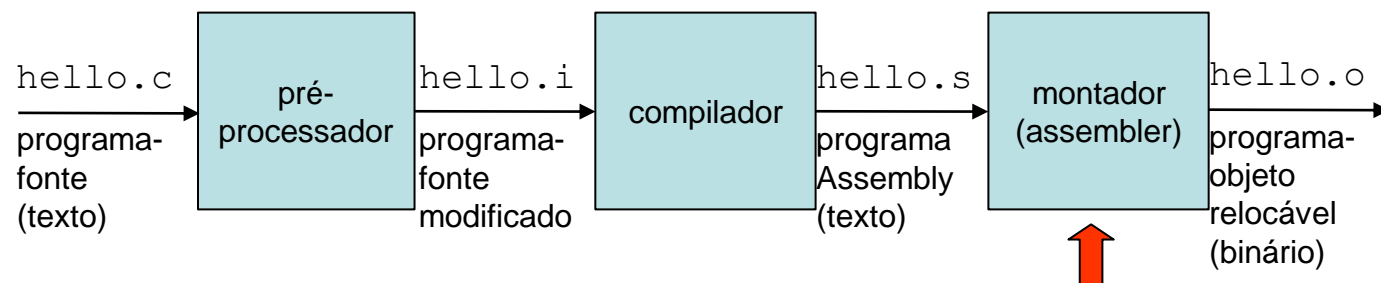 hello.c
programa-
fonte
(texto)
pré-
processador
hello.i
programa-
fonte
modificado
compilador
hello.s
programa
Assembly
(texto)
montador
(assembler)
hello.o
programa-
objeto
relocável
(binário)